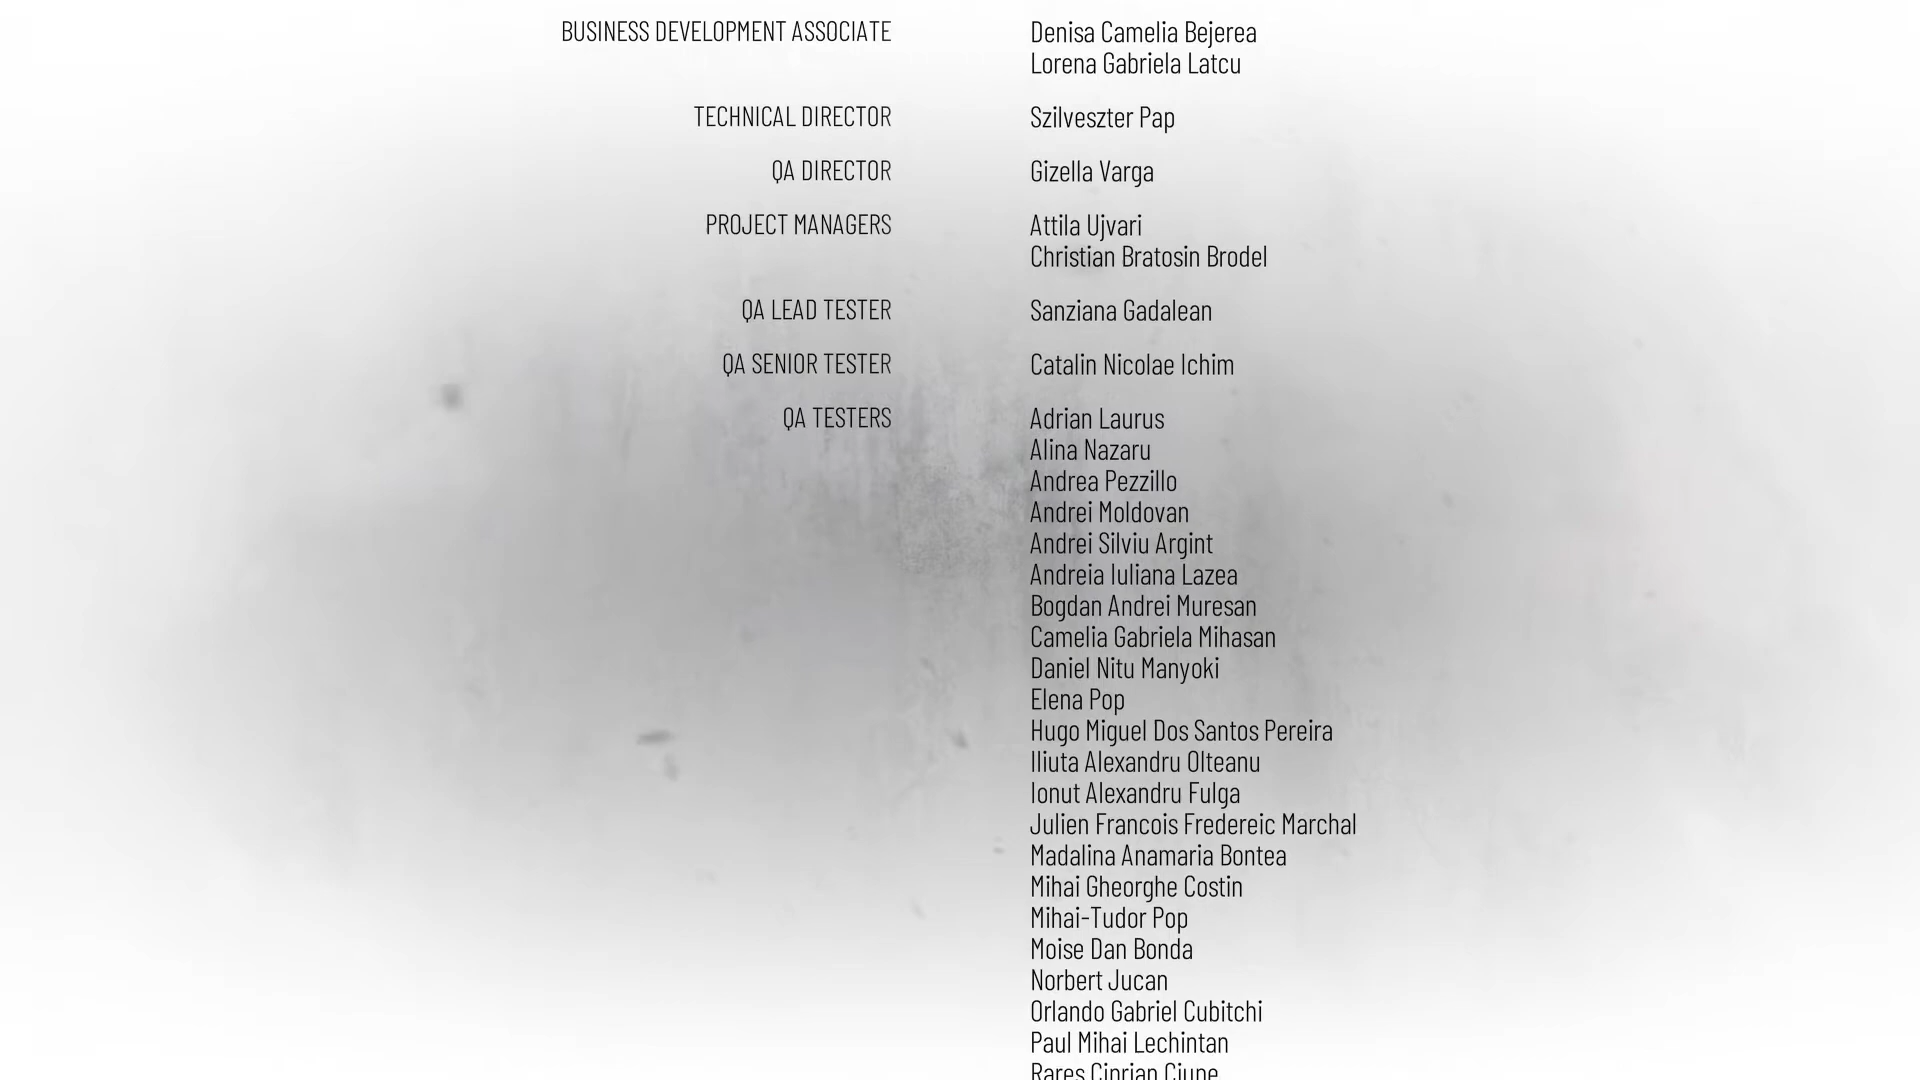 BUSINESS DEVELOPMENT ASSOCIATE Denisa Camelia Bejerea
Lorena Gabriela Latcu
TECHNICAL DIRECTOR Szilveszter Pap
QA DIRECTOR Gizella Varga
PROJECT MANAGERS Attila Ujvari
Christian Bratosin Brodel
QA LEAD TESTER Sanziana Gadalean
QA SENIOR TESTER Catalin Nicolae Ichim
QA TESTERS Adrian Laurus
Alina Nazaru
Andrea Pezzillo
Andrei Moldovan
Andrei Silviu Argint
Andreia Iuliana Lazea
Bogdan Andrei Muresan
Camelia Gabriela Mihasan
Daniel Nitu Manyoki
Elena Pop
Hugo Miguel Dos Santos Pereira
Iliuta Alexandru Olteanu
Ionut Alexandru Fulga
Julien Francois Fredereic Marchal
Madalina Anamaria Bontea
Mihai Gheorghe Costin
Mihai-Tudor Pop
Moise Dan Bonda
Norbert Jucan
Orlando Gabriel Cubitchi
Paul Mihai Lechintan
Rares Ciprian Ciupe